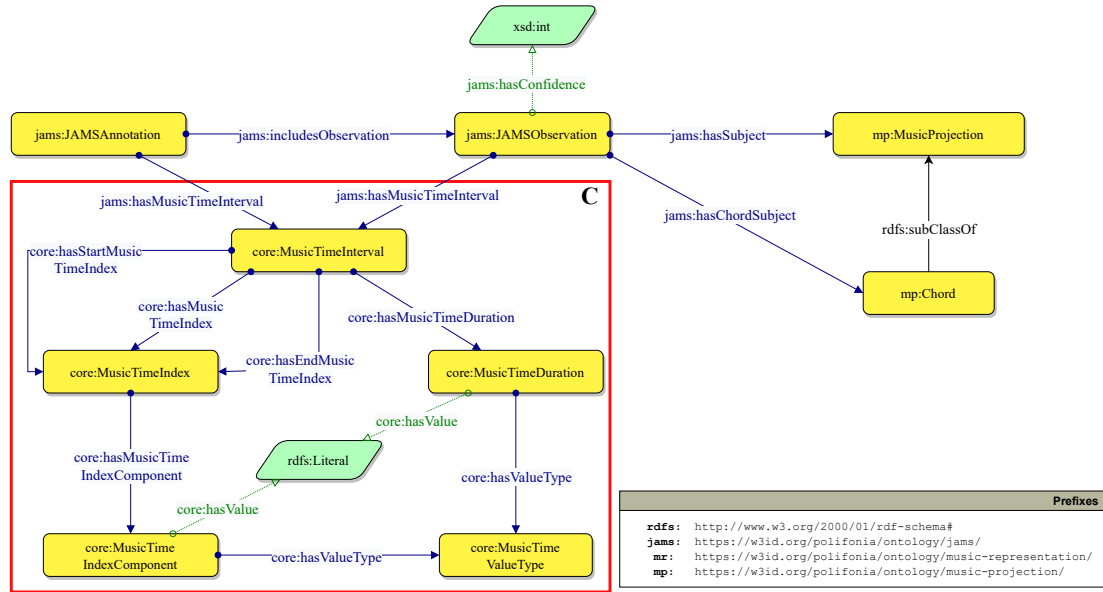 xsd:int
jams:hasConfidence
jams:JAMSAnnotation
jams:includesObservation
jams:JAMSObservation
jams:hasSubject
mp:MusicProjection
C
jams:hasMusicTimeInterval
jams:hasMusicTimeInterval
jams:hasChordSubject
rdfs:subClassOf
core:hasStartMusic
TimeIndex
core:MusicTimeInterval
mp:Chord
core:hasMusic
TimeIndex
core:hasMusicTimeDuration
core:hasEndMusic
TimeIndex
core:MusicTimeIndex
core:MusicTimeDuration
core:hasValue
core:hasMusicTime
IndexComponent
rdfs:Literal
core:hasValueType
core:hasValue
core:MusicTime
IndexComponent
core:hasValueType
core:MusicTime
ValueType
Prefixes
rdfs: http://www.w3.org/2000/01/rdf-schema#
jams: https://w3id.org/polifonia/ontology/jams/
mr: https://w3id.org/polifonia/ontology/music-representation/
mp: https://w3id.org/polifonia/ontology/music-projection/